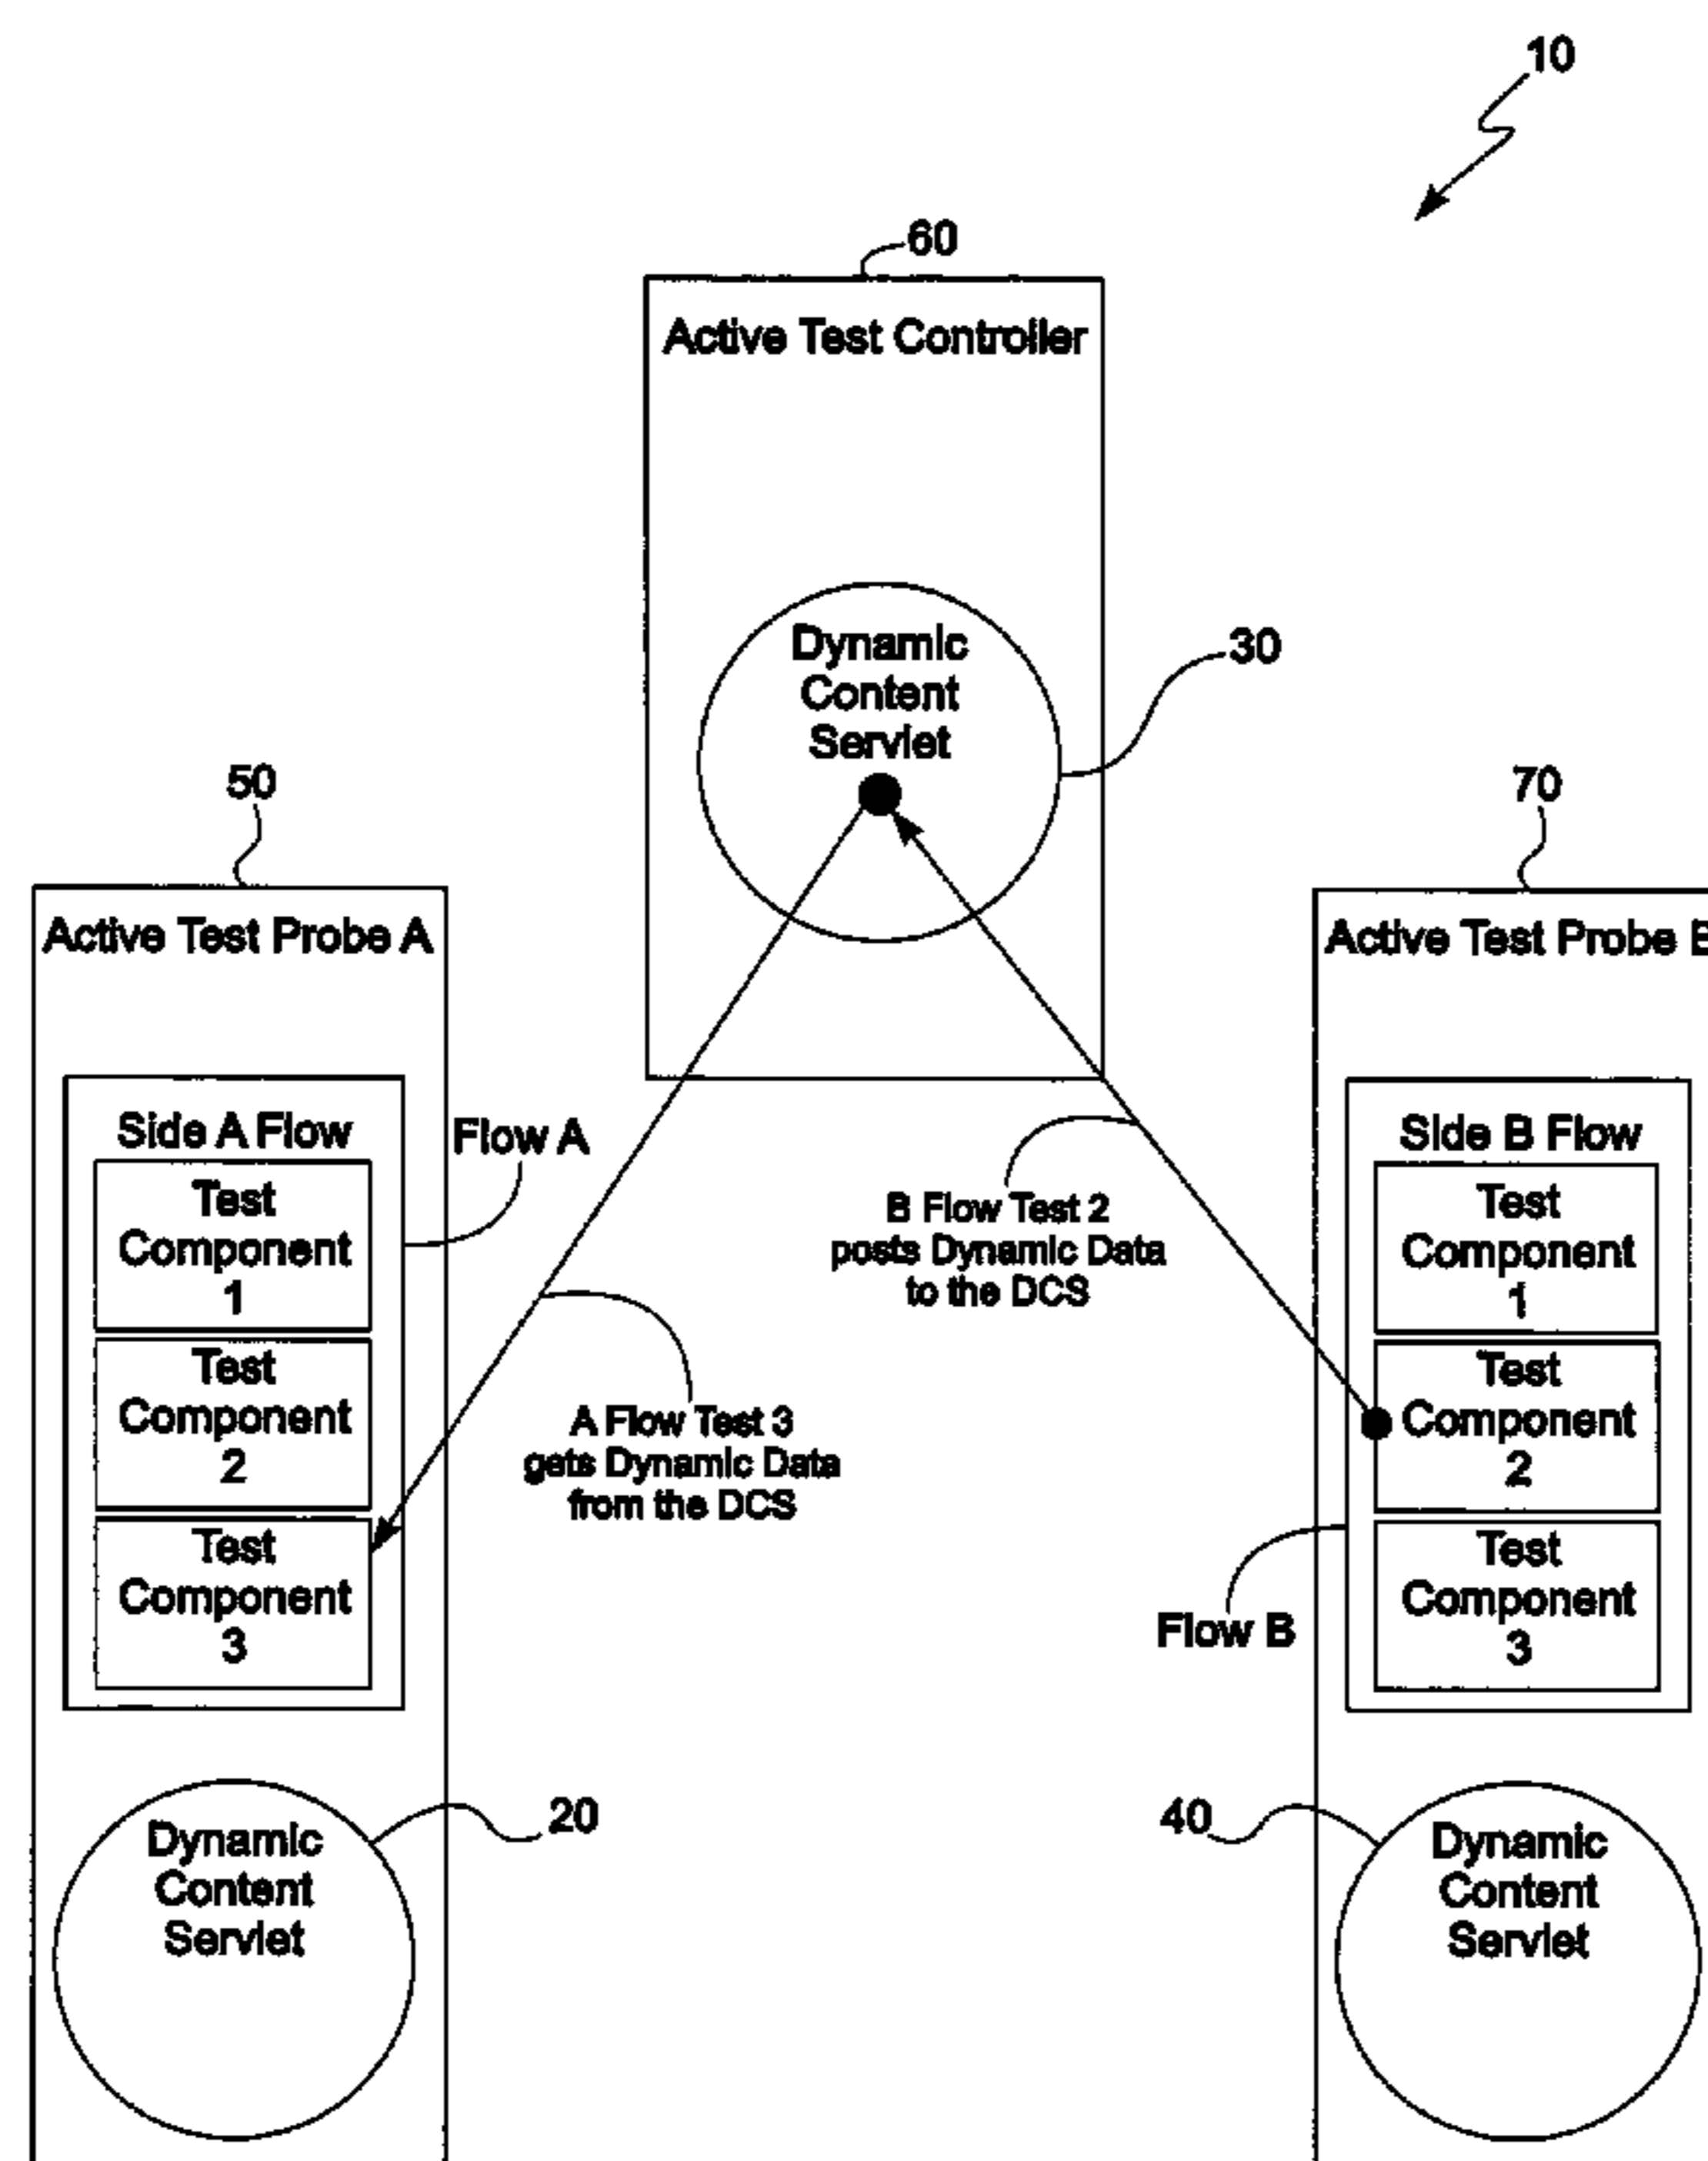 10
60
Active Test Controller
Dynamic
Content
Servlet
30
50
Active Test Probe A
Side A Flow
Test
Component
1
Test
Component
2
Test
Component
3
Flow A
A Flow Test 3
gets Dynamic Data
from the DCS
B Flow Test 2
posts Dynamic Data
to the DCS
70
Active Test Probe B
Side B Flow
Test
Component
1
Test
Component
2
Test
Component
3
Flow B
20
Dynamic
Content
Servlet
40
Dynamic
Content
Servlet